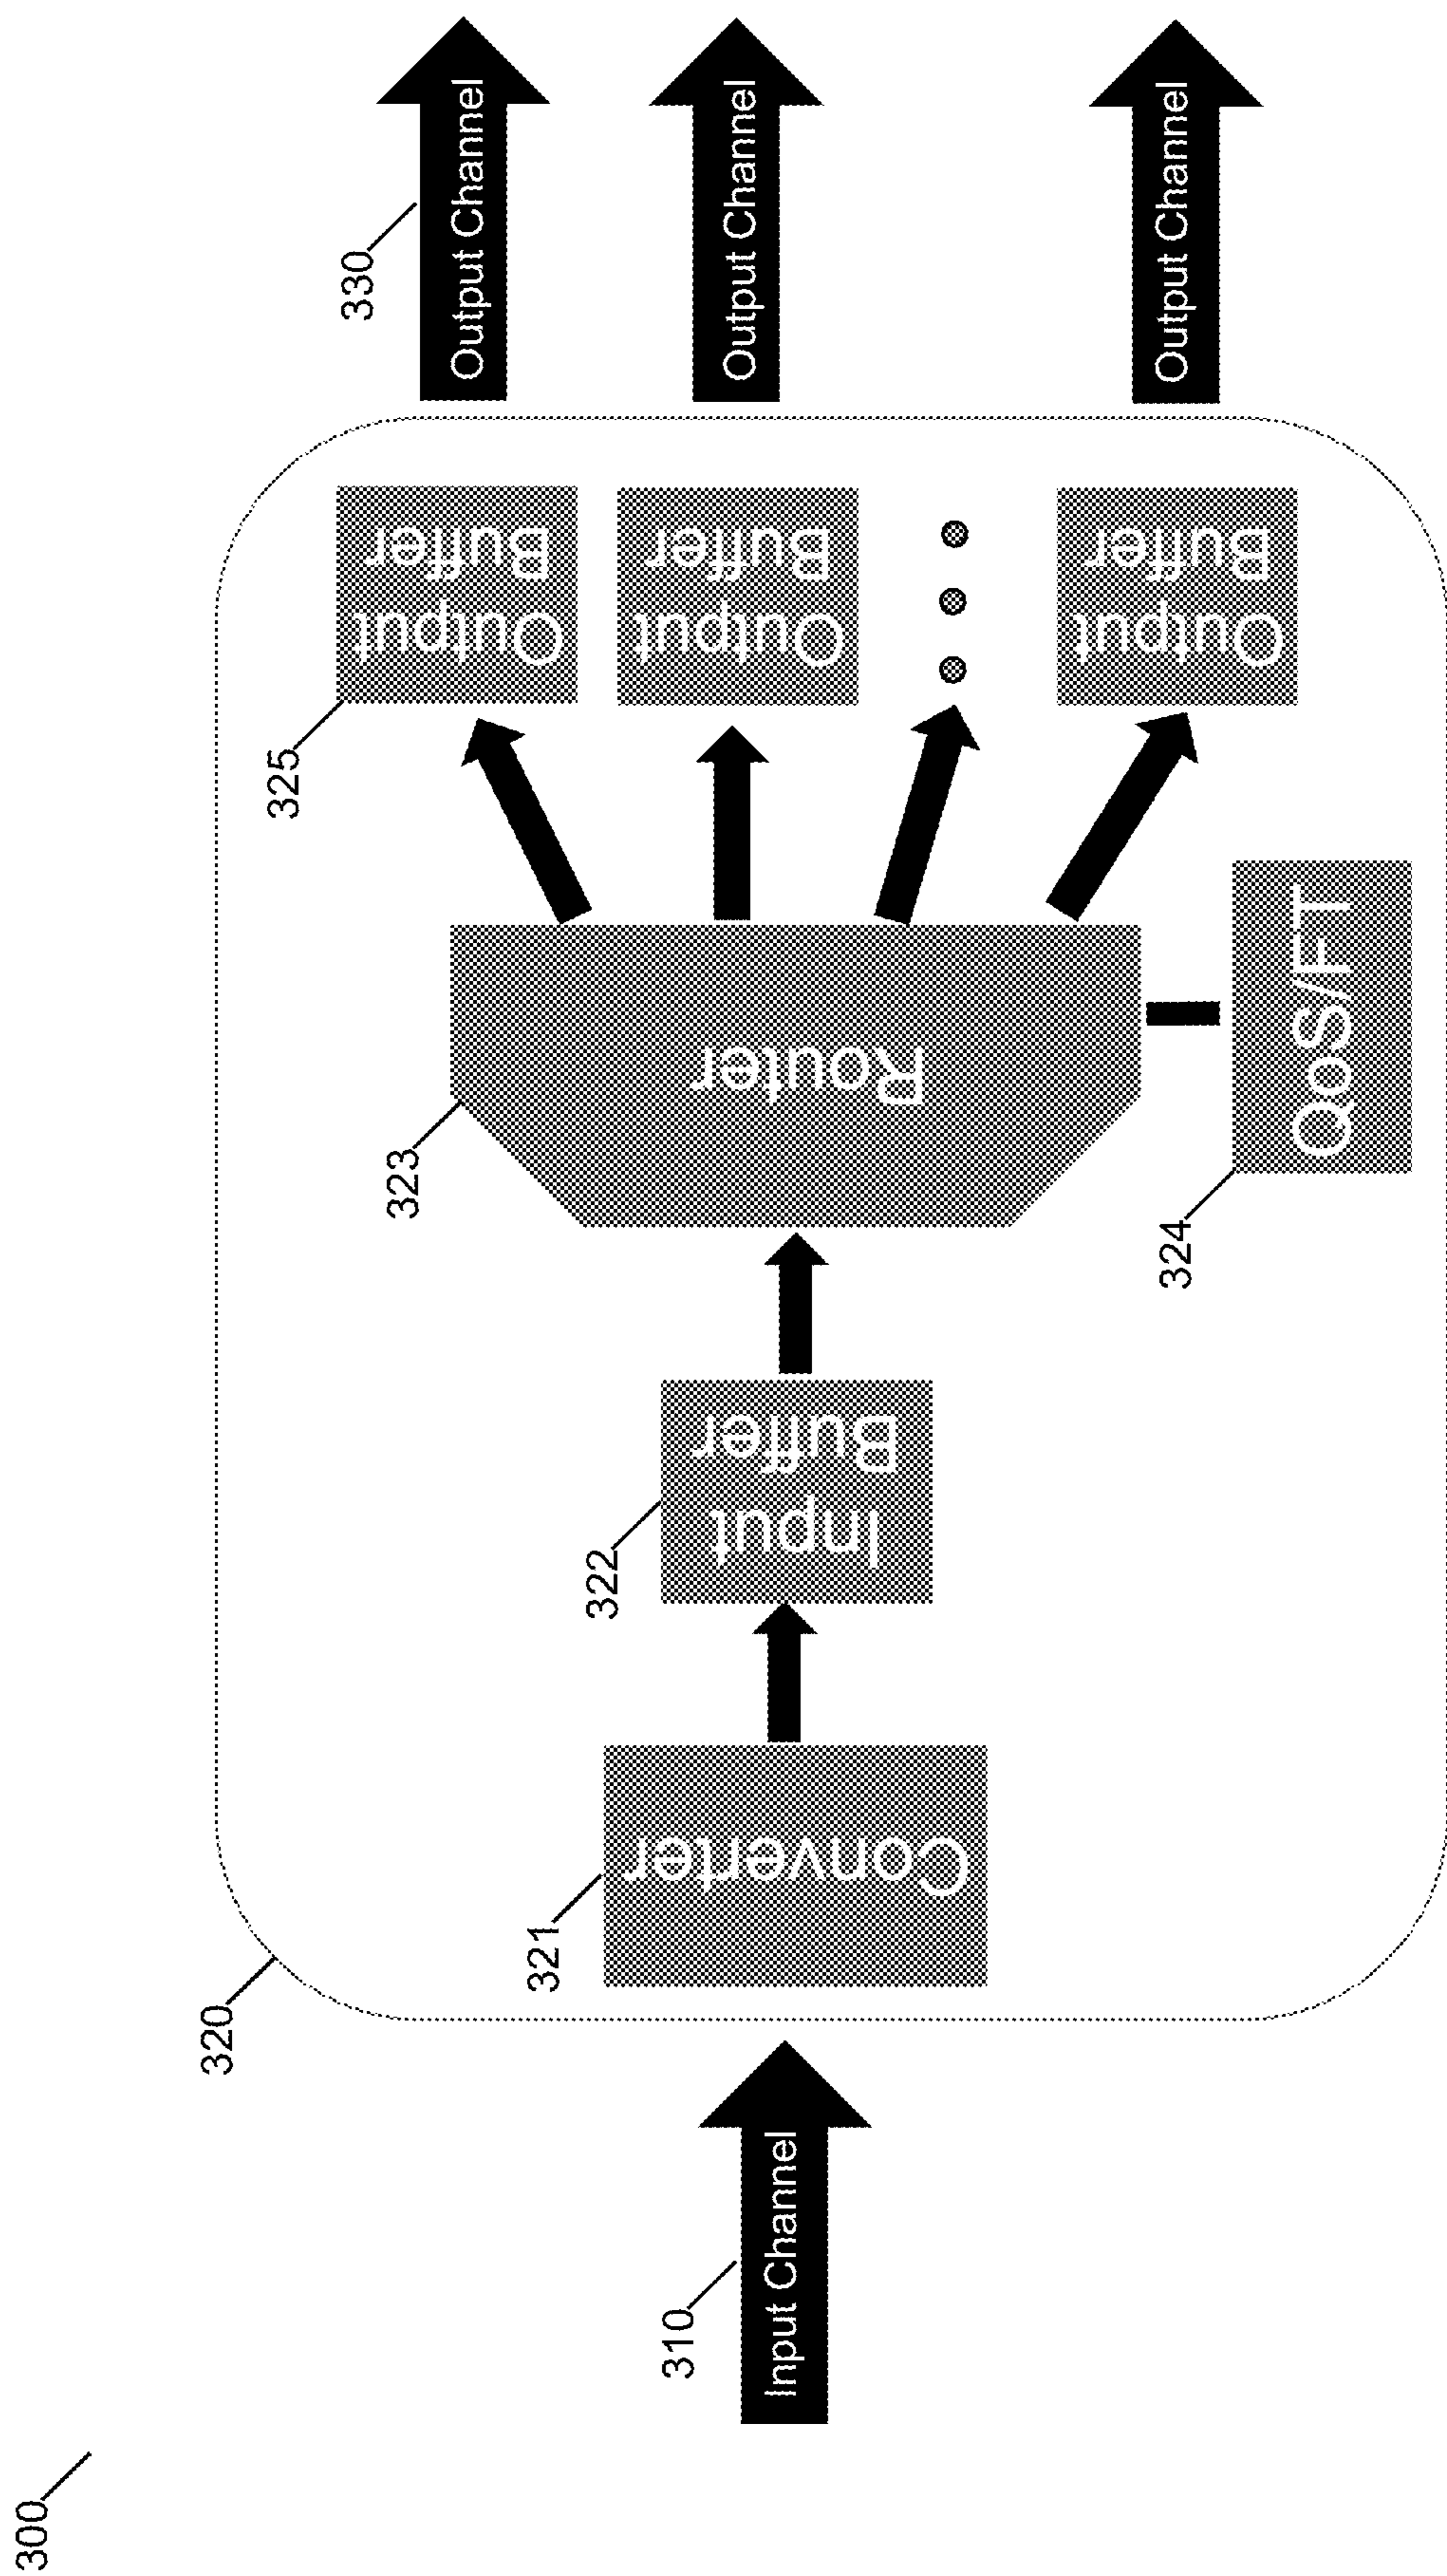 300
310
Input Channel
320
321
Converter
322
Input
Buffer
323
Router
324
QoS/FT
325
Output
Buffer
Output
Buffer
Output
Buffer
330
Output Channel
Output Channel
Output Channel